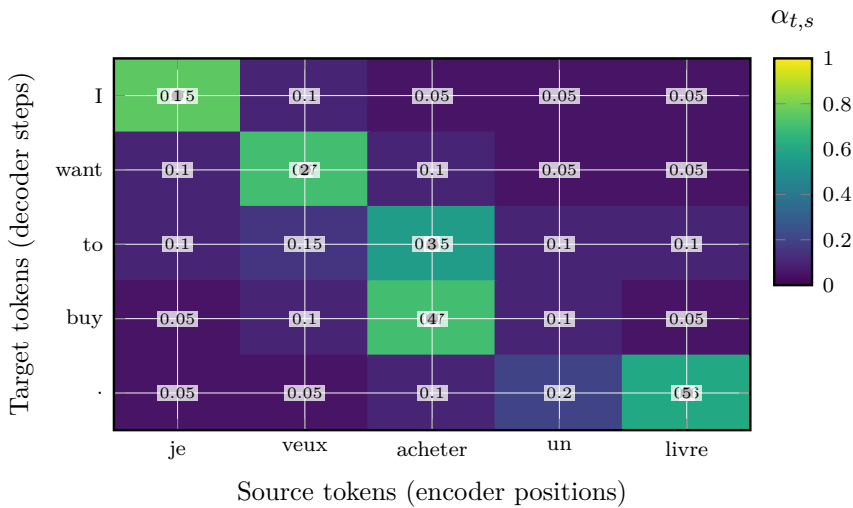 α_{t,s}
I 0.1 0.05 0.05 0.05
want 0.1 0.1 0.05 0.05
to 0.1 0.15 0.1 0.1
buy 0.05 0.1 0.1 0.05
. 0.05 0.05 0.1 0.2
je veux acheter un livre
Source tokens (encoder positions)
Target tokens (decoder steps)
1
0.8
0.6
0.4
0.2
0